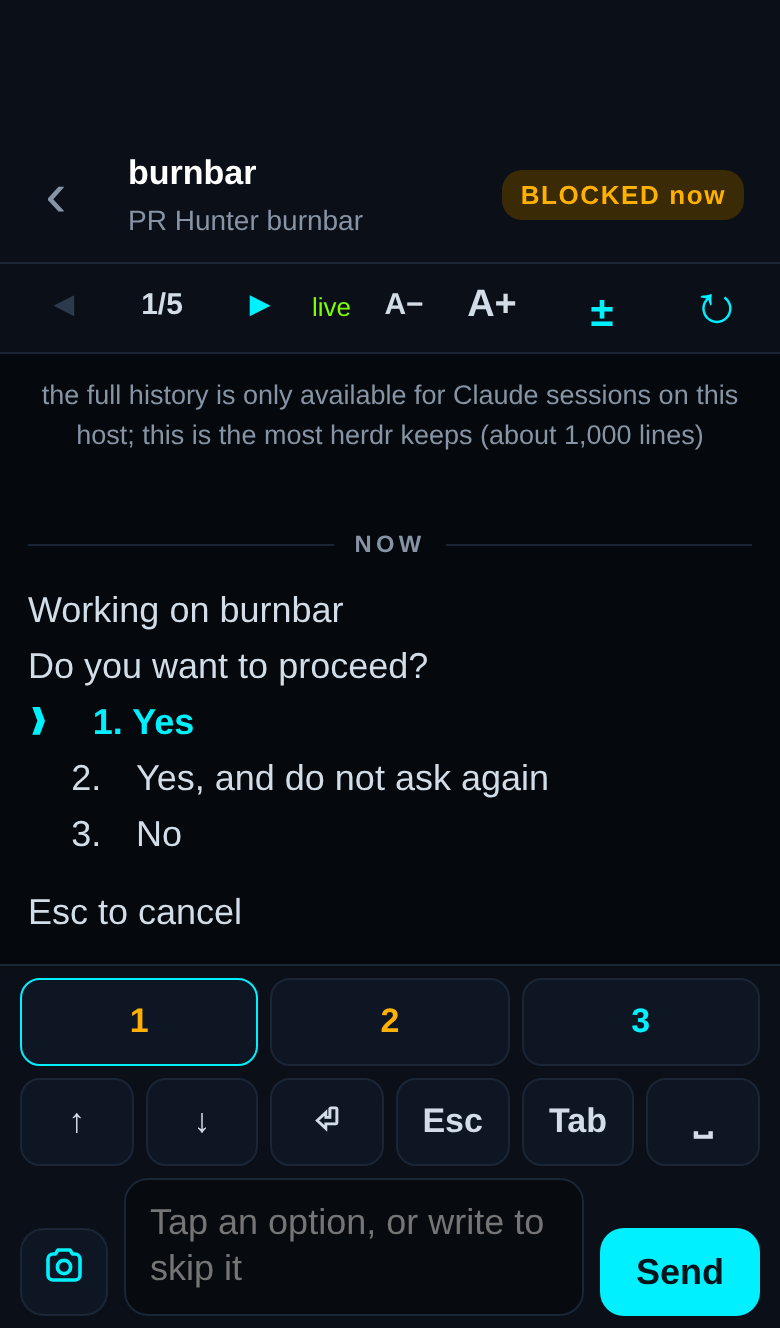 burnbar
PR Hunter burnbar
BLOCKED now
1/5
live
A−
A+
±
the full history is only available for Claude sessions on this
host; this is the most herdr keeps (about 1,000 lines)
NOW
Working on burnbar
Do you want to proceed?
❯ 1. Yes
2. Yes, and do not ask again
3. No
Esc to cancel
1
2
3
↑
↓
⏎
Esc
Tab
␣
Tap an option, or write to
skip it
Send